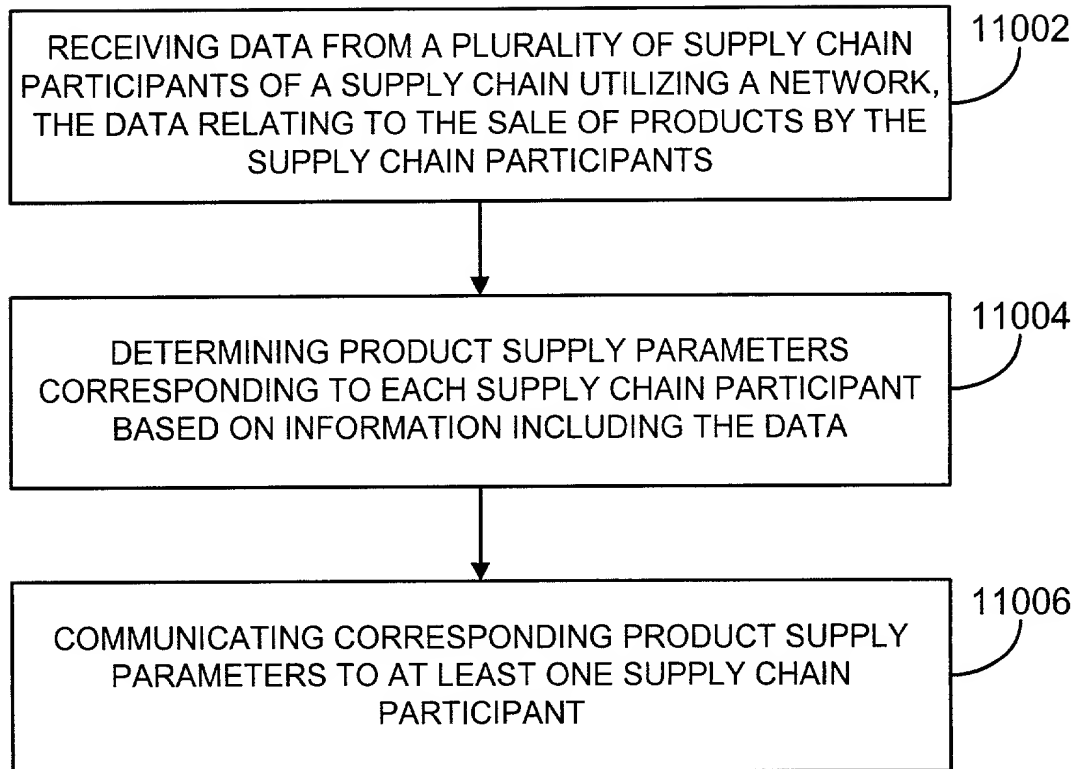 11002
RECEIVING DATA FROM A PLURALITY OF SUPPLY CHAIN
PARTICIPANTS OF A SUPPLY CHAIN UTILIZING A NETWORK,
THE DATA RELATING TO THE SALE OF PRODUCTS BY THE
SUPPLY CHAIN PARTICIPANTS
11004
DETERMINING PRODUCT SUPPLY PARAMETERS
CORRESPONDING TO EACH SUPPLY CHAIN PARTICIPANT
BASED ON INFORMATION INCLUDING THE DATA
11006
COMMUNICATING CORRESPONDING PRODUCT SUPPLY
PARAMETERS TO AT LEAST ONE SUPPLY CHAIN
PARTICIPANT